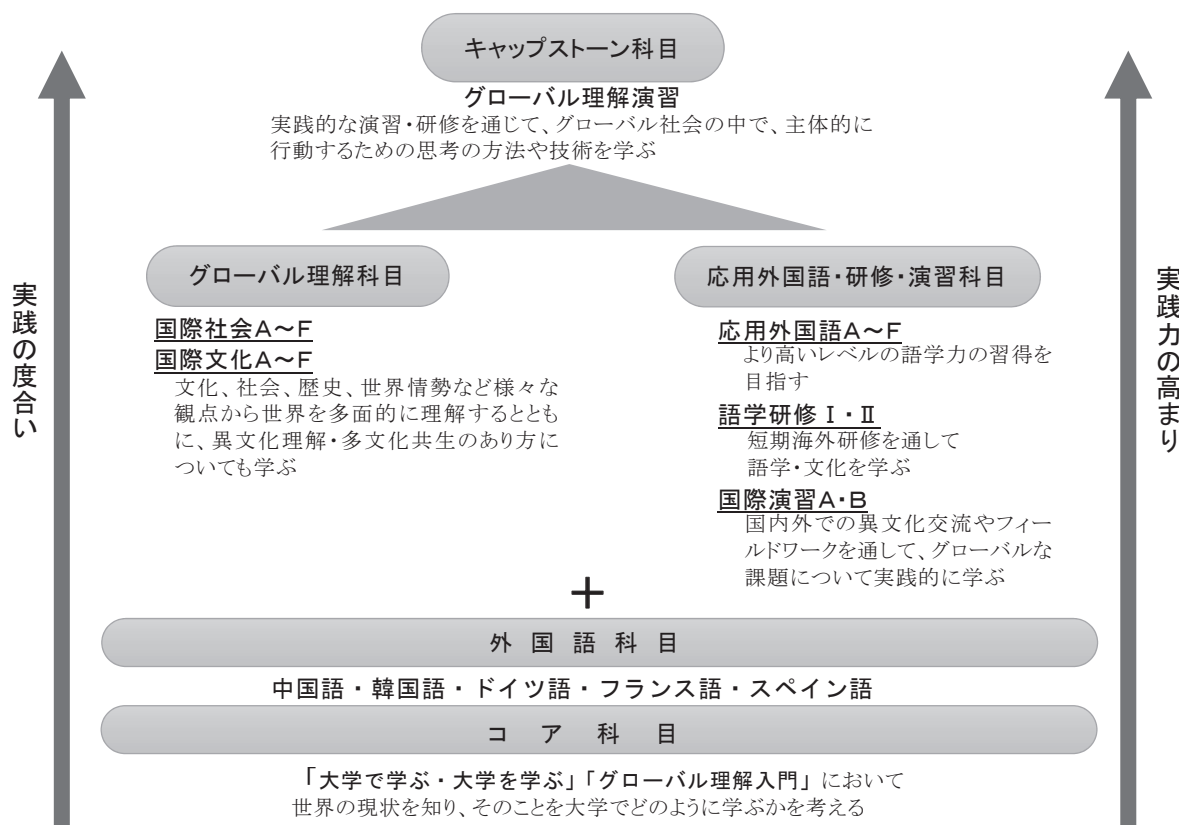 キャップストーン科目
グローバル理解演習
実践的な演習・研修を通じて、グローバル社会の中で、主体的に
行動するための思考の方法や技術を学ぶ
実践の度合い
グローバル理解科目
国際社会A〜F
国際文化A〜F
文化、社会、歴史、世界情勢など様々な
観点から世界を多面的に理解するととも
に、異文化理解・多文化共生のあり方に
ついても学ぶ
応用外国語・研修・演習科目
応用外国語A〜F
より高いレベルの語学力の習得を
目指す
語学研修 Ⅰ・Ⅱ
短期海外研修を通して
語学・文化を学ぶ
国際演習A・B
国内外での異文化交流やフィー
ルドワークを通して、グローバルな
課題について実践的に学ぶ
実践力の高まり
+
外国語科目
中国語・韓国語・ドイツ語・フランス語・スペイン語
コア科目
「大学で学ぶ・大学を学ぶ」「グローバル理解入門」において
世界の現状を知り、そのことを大学でどのように学ぶかを考える